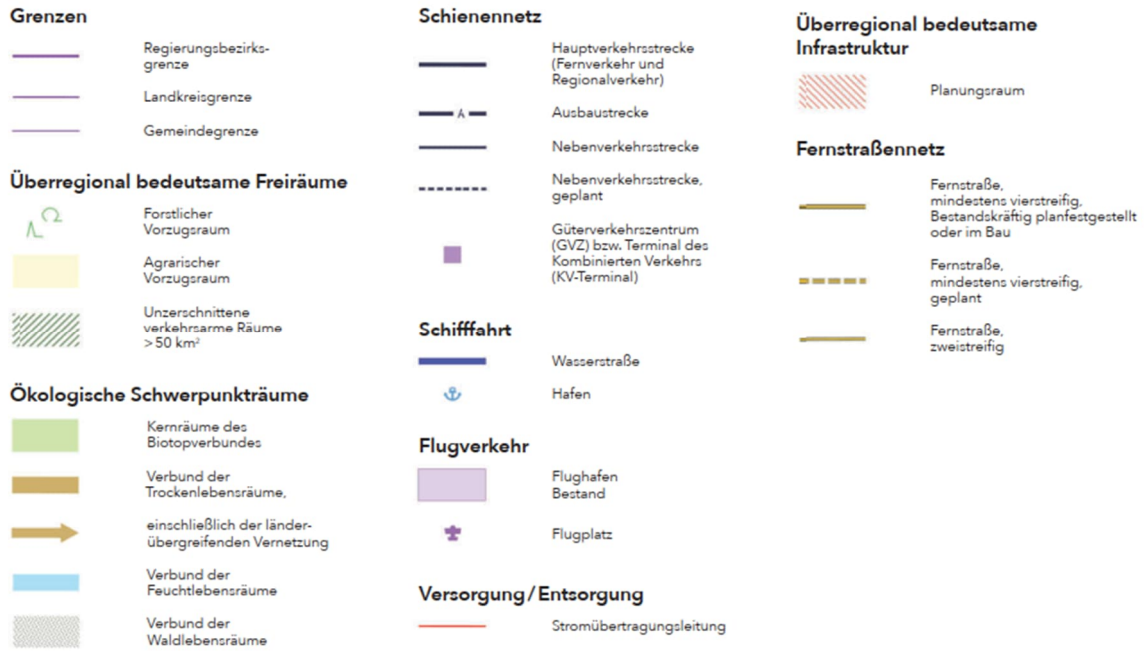 Grenzen
Regierungsbezirks-
grenze
Landkreisgrenze
Gemeindegrenze
Überregional bedeutsame Freiräume
Forstlicher
Vorzugsraum
Agrarischer
Vorzugsraum
Unzerschnittene
verkehrsarme Räume
>50 km²
Ökologische Schwerpunkträume
Kernräume des
Biotopverbundes
Verbund der
Trockenlebensräume,
einschließlich der länder-
übergreifenden Vernetzung
Verbund der
Feuchtlebensräume
Verbund der
Waldlebensräume
Schienennetz
Hauptverkehrsstrecke
(Fernverkehr und
Regionalverkehr)
A
Ausbaustrecke
Nebenverkehrsstrecke
Nebenverkehrsstrecke,
geplant
Güterverkehrszentrum
(GVZ) bzw. Terminal des
Kombinierten Verkehrs
(KV-Terminal)
Schifffahrt
Wasserstraße
Hafen
Flugverkehr
Flughafen
Bestand
Flugplatz
Versorgung/Entsorgung
Stromübertragungsleitung
Überregional bedeutsame
Infrastruktur
Planungsraum
Fernstraßennetz
Fernstraße,
mindestens vierstreifig,
Bestandskräftig planfestgestellt
oder im Bau
Fernstraße,
mindestens vierstreifig,
geplant
Fernstraße,
zweistreifig